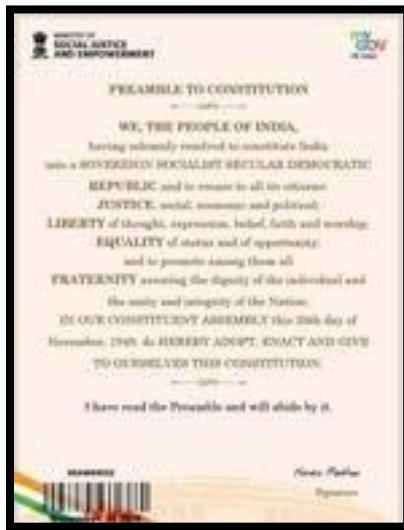 MINISTRY OF
SOCIAL JUSTICE
AND EMPOWERMENT
my
GOV
PREAMBLE TO CONSTITUTION
WE, THE PEOPLE OF INDIA,
having solemnly resolved to constitute India
into a SOVEREIGN SOCIALIST SECULAR DEMOCRATIC
REPUBLIC and to secure to all its citizens:
JUSTICE, social, economic and political;
LIBERTY of thought, expression, belief, faith and worship;
EQUALITY of status and of opportunity;
and to promote among them all
FRATERNITY assuring the dignity of the individual and
the unity and integrity of the Nation;
IN OUR CONSTITUENT ASSEMBLY this 26th day of
November, 1949, do HEREBY ADOPT, ENACT AND GIVE
TO OURSELVES THIS CONSTITUTION.
I have read the Preamble and will abide by it.
Signature